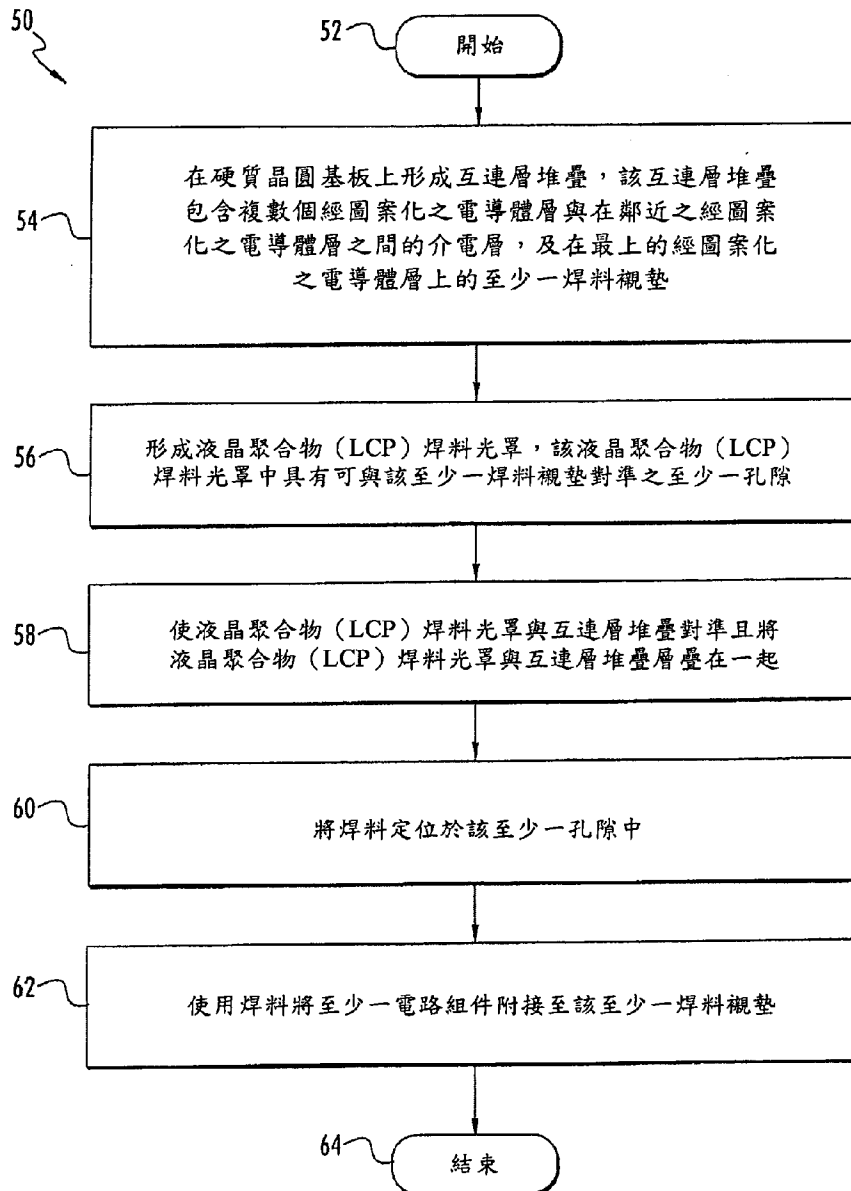 50
52
開始
54
在硬質晶圓基板上形成互連層堆疊，該互連層堆疊
包含複數個經圖案化之電導體層與在鄰近之經圖案
化之電導體層之間的介電層，及在最上的經圖案化
之電導體層上的至少一焊料襯墊
56
形成液晶聚合物（LCP）焊料光罩，該液晶聚合物（LCP）
焊料光罩中具有可與該至少一焊料襯墊對準之至少一孔隙
58
使液晶聚合物（LCP）焊料光罩與互連層堆疊對準且將
液晶聚合物（LCP）焊料光罩與互連層堆疊層疊在一起
60
將焊料定位於該至少一孔隙中
62
使用焊料將至少一電路組件附接至該至少一焊料襯墊
64
結束